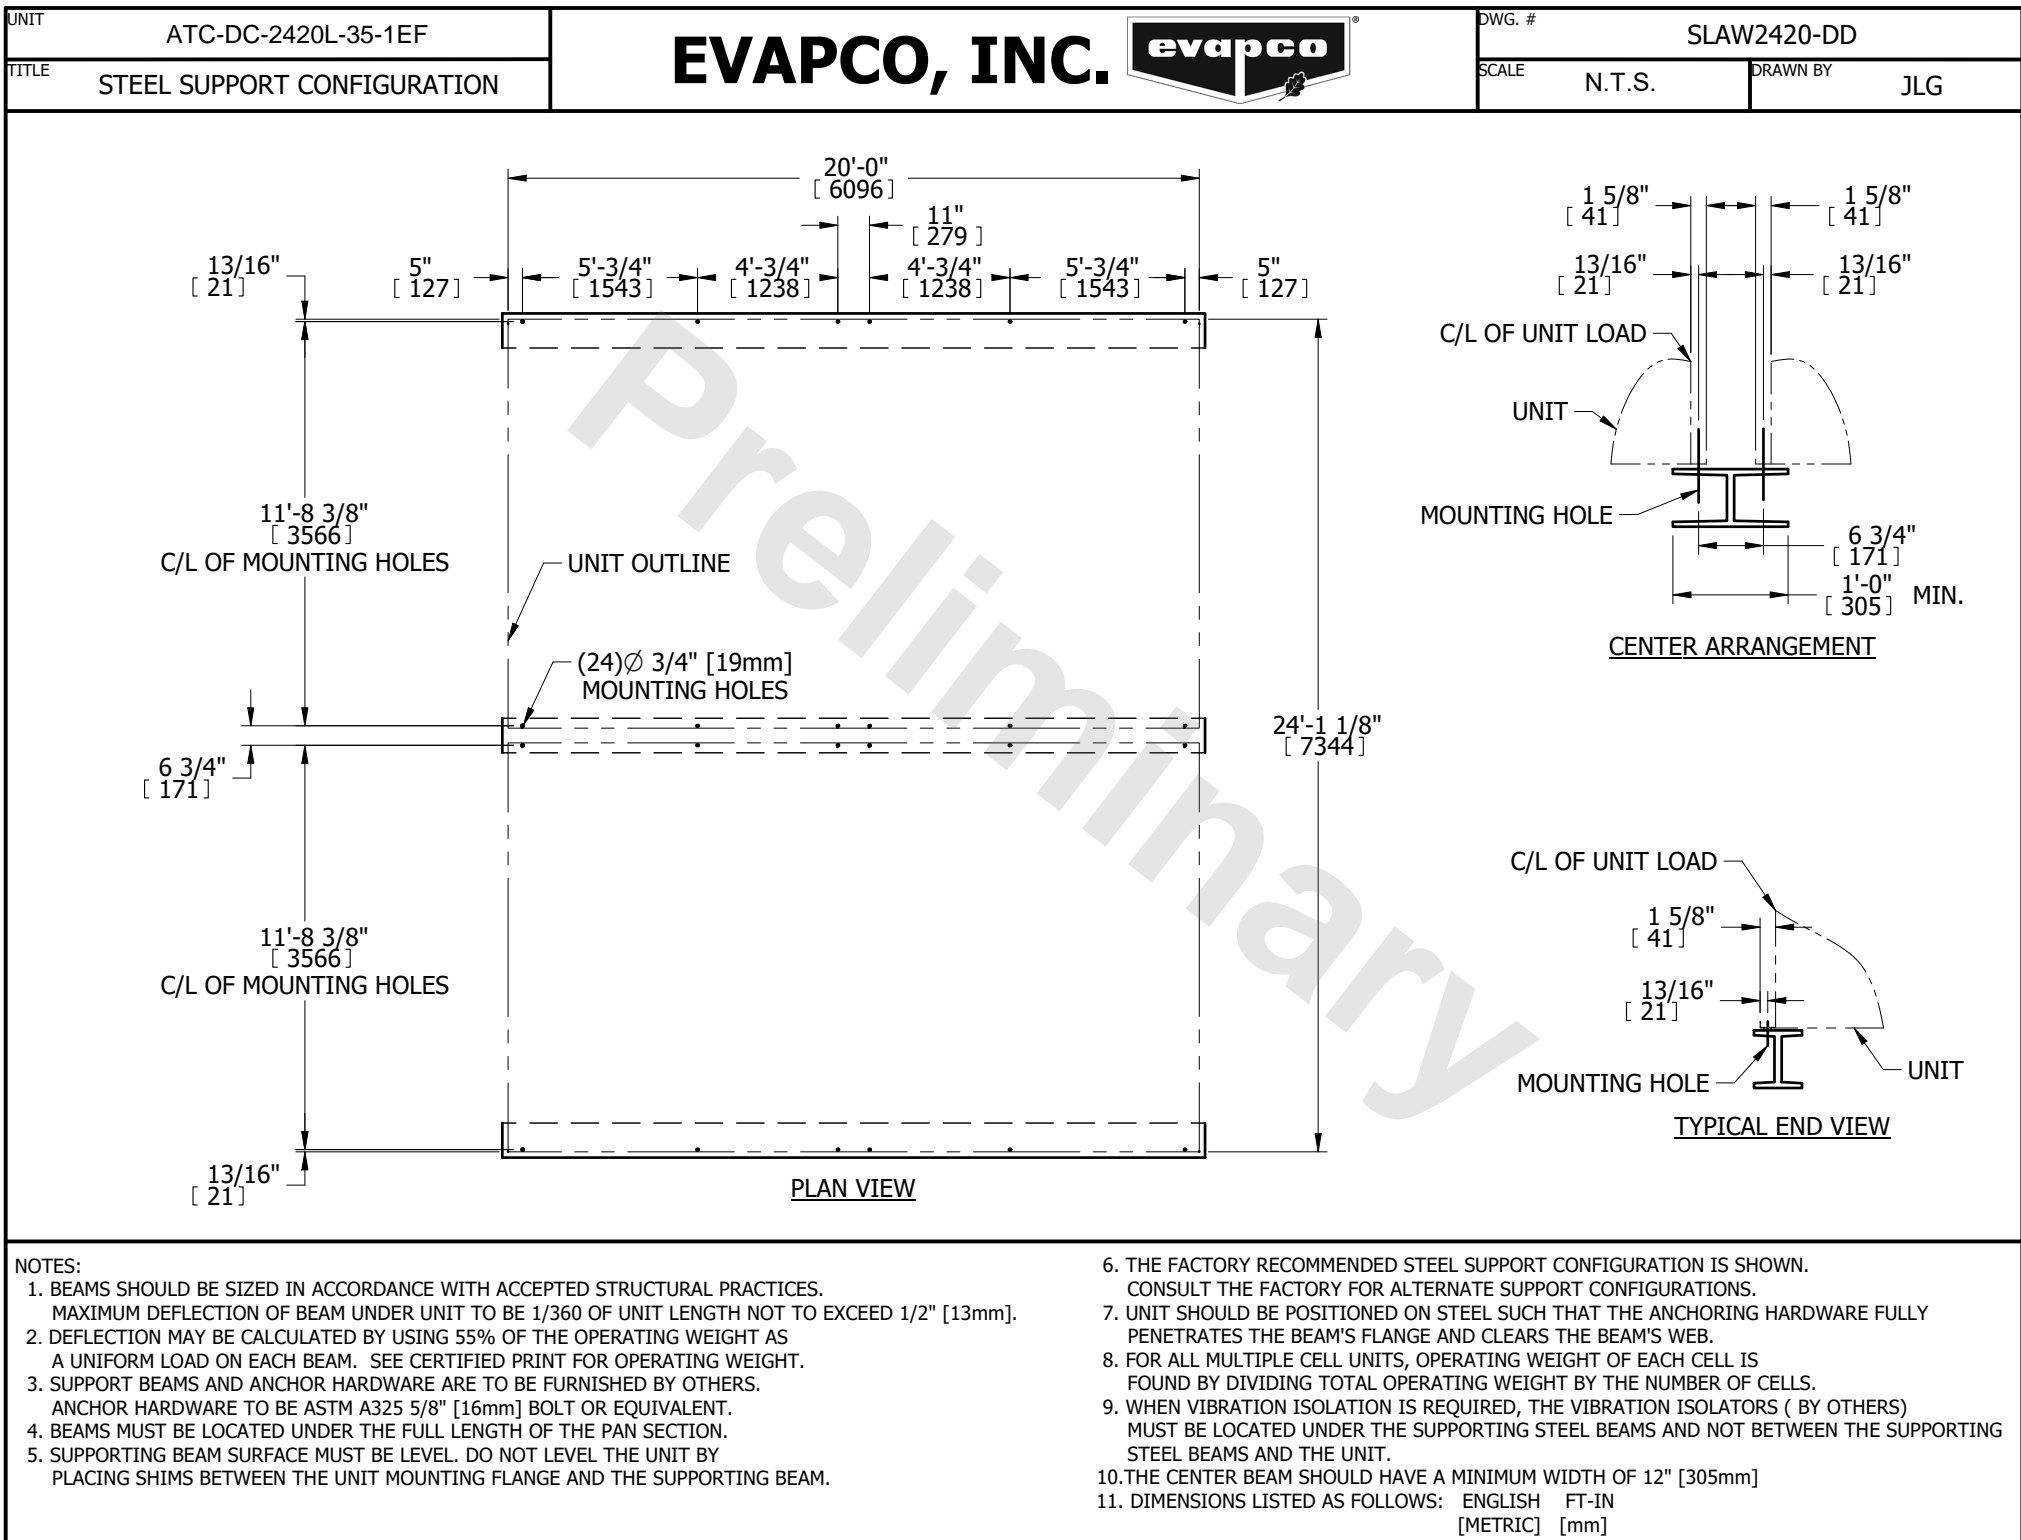 UNIT
ATC-DC-2420L-35-1EF
TITLE
STEEL SUPPORT CONFIGURATION
EVAPCO, INC.
evapco
®
DWG. #
SLAW2420-DD
SCALE
N.T.S.
DRAWN BY
JLG
20'-0"
[ 6096 ]
11"
[ 279 ]
13/16"
[ 21 ]
5"
[ 127 ]
5'-3/4"
[ 1543 ]
4'-3/4"
[ 1238 ]
4'-3/4"
[ 1238 ]
5'-3/4"
[ 1543 ]
5"
[ 127 ]
11'-8 3/8"
[ 3566 ]
C/L OF MOUNTING HOLES
UNIT OUTLINE
(24)Ø 3/4" [19mm]
MOUNTING HOLES
6 3/4"
[ 171 ]
24'-1 1/8"
[ 7344 ]
11'-8 3/8"
[ 3566 ]
C/L OF MOUNTING HOLES
13/16"
[ 21 ]
PLAN VIEW
Preliminary
1 5/8"
[ 41 ]
1 5/8"
[ 41 ]
13/16"
[ 21 ]
13/16"
[ 21 ]
C/L OF UNIT LOAD
UNIT
MOUNTING HOLE
6 3/4"
[ 171 ]
1'-0"
[ 305 ]
MIN.
CENTER ARRANGEMENT
C/L OF UNIT LOAD
1 5/8"
[ 41 ]
13/16"
[ 21 ]
MOUNTING HOLE
UNIT
TYPICAL END VIEW
NOTES:
1. BEAMS SHOULD BE SIZED IN ACCORDANCE WITH ACCEPTED STRUCTURAL PRACTICES.
MAXIMUM DEFLECTION OF BEAM UNDER UNIT TO BE 1/360 OF UNIT LENGTH NOT TO EXCEED 1/2" [13mm].
2. DEFLECTION MAY BE CALCULATED BY USING 55% OF THE OPERATING WEIGHT AS
A UNIFORM LOAD ON EACH BEAM. SEE CERTIFIED PRINT FOR OPERATING WEIGHT.
3. SUPPORT BEAMS AND ANCHOR HARDWARE ARE TO BE FURNISHED BY OTHERS.
ANCHOR HARDWARE TO BE ASTM A325 5/8" [16mm] BOLT OR EQUIVALENT.
4. BEAMS MUST BE LOCATED UNDER THE FULL LENGTH OF THE PAN SECTION.
5. SUPPORTING BEAM SURFACE MUST BE LEVEL. DO NOT LEVEL THE UNIT BY
PLACING SHIMS BETWEEN THE UNIT MOUNTING FLANGE AND THE SUPPORTING BEAM.
6. THE FACTORY RECOMMENDED STEEL SUPPORT CONFIGURATION IS SHOWN.
CONSULT THE FACTORY FOR ALTERNATE SUPPORT CONFIGURATIONS.
7. UNIT SHOULD BE POSITIONED ON STEEL SUCH THAT THE ANCHORING HARDWARE FULLY
PENETRATES THE BEAM'S FLANGE AND CLEARS THE BEAM'S WEB.
8. FOR ALL MULTIPLE CELL UNITS, OPERATING WEIGHT OF EACH CELL IS
FOUND BY DIVIDING TOTAL OPERATING WEIGHT BY THE NUMBER OF CELLS.
9. WHEN VIBRATION ISOLATION IS REQUIRED, THE VIBRATION ISOLATORS ( BY OTHERS)
MUST BE LOCATED UNDER THE SUPPORTING STEEL BEAMS AND NOT BETWEEN THE SUPPORTING
STEEL BEAMS AND THE UNIT.
10.THE CENTER BEAM SHOULD HAVE A MINIMUM WIDTH OF 12" [305mm]
11. DIMENSIONS LISTED AS FOLLOWS: ENGLISH FT-IN
[METRIC] [mm]